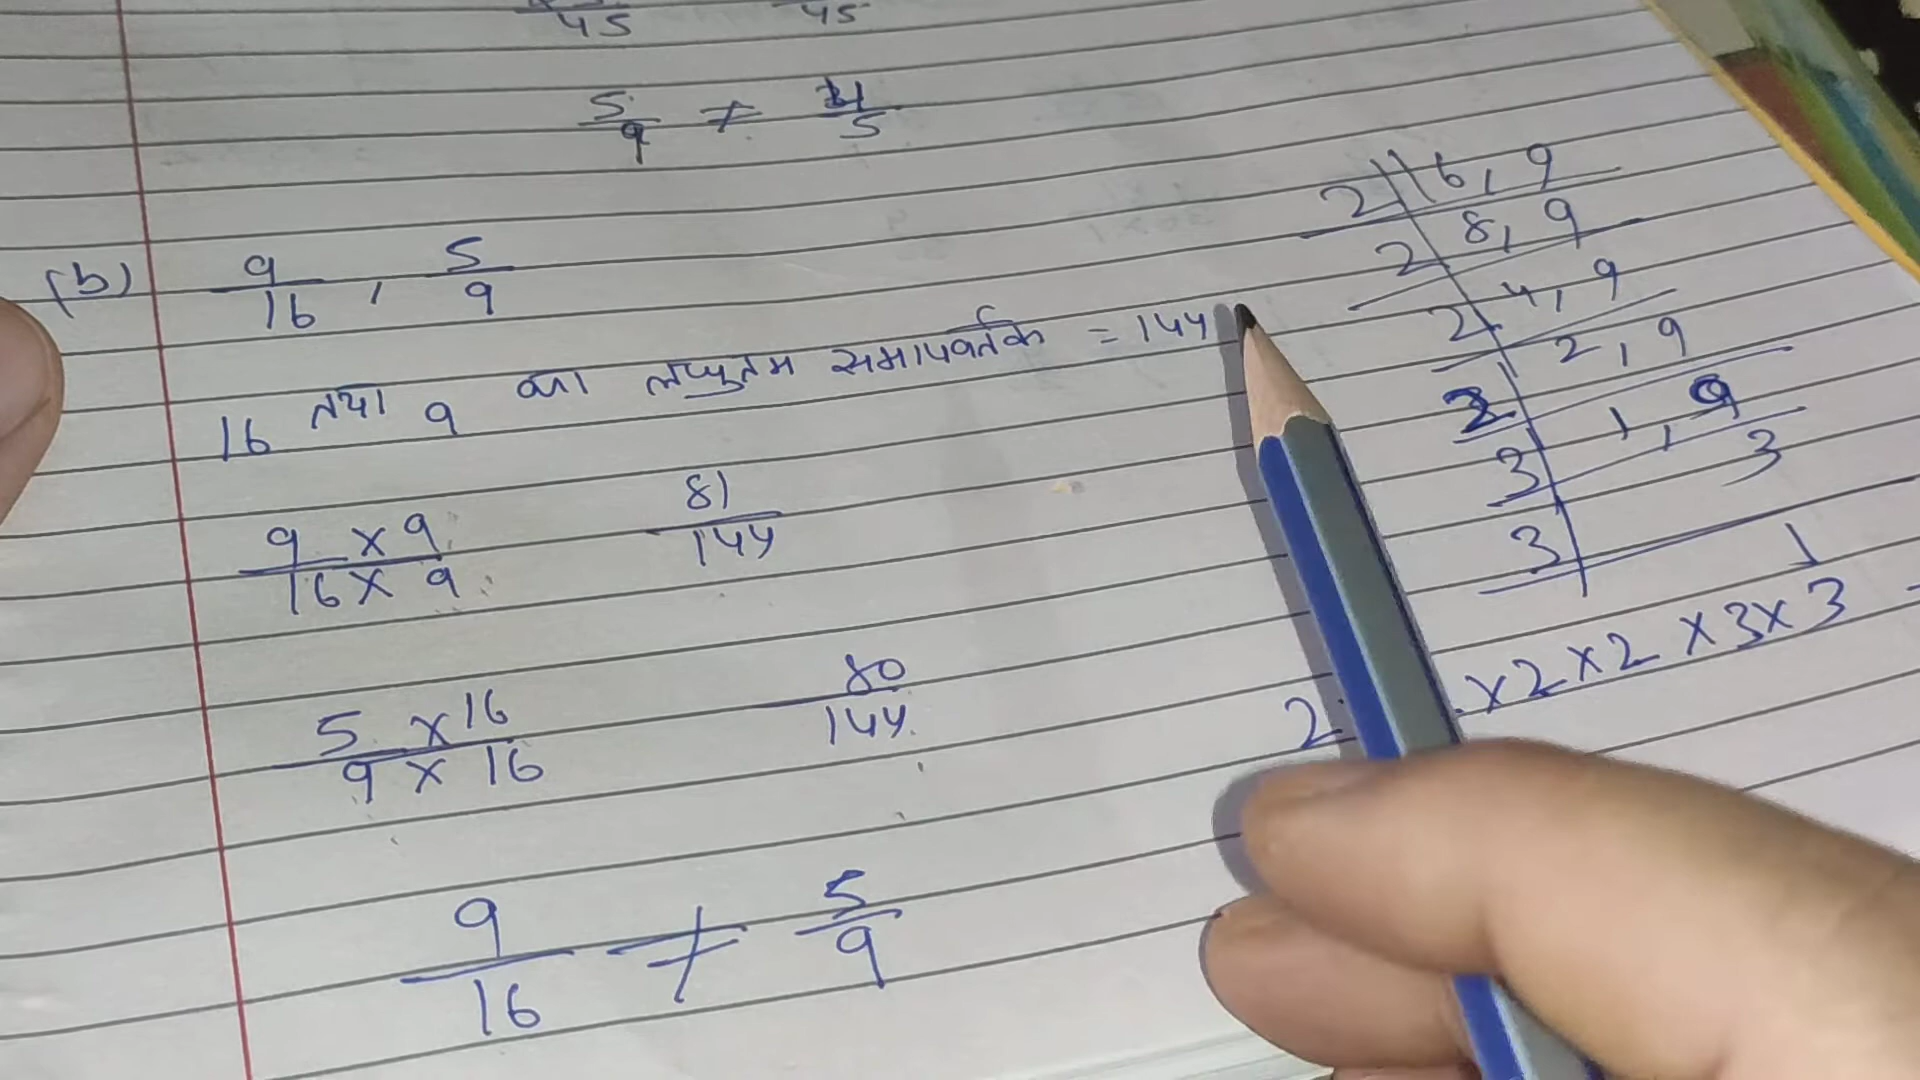 45 45
5/9 ≠ 4/5
(b) 9/16 , 5/9
16 तथा 9 का लघुतम समापवर्तक = 144
9 × 9 / 16 × 9 81/144
5 × 16 / 9 × 16 80/144
9/16 ≠ 5/9
2 | 16, 9
2 | 8, 9
2 | 4, 9
2 | 2, 9
3 | 1, 9
3 | 3
1
2 × 2 × 2 × 3 × 3